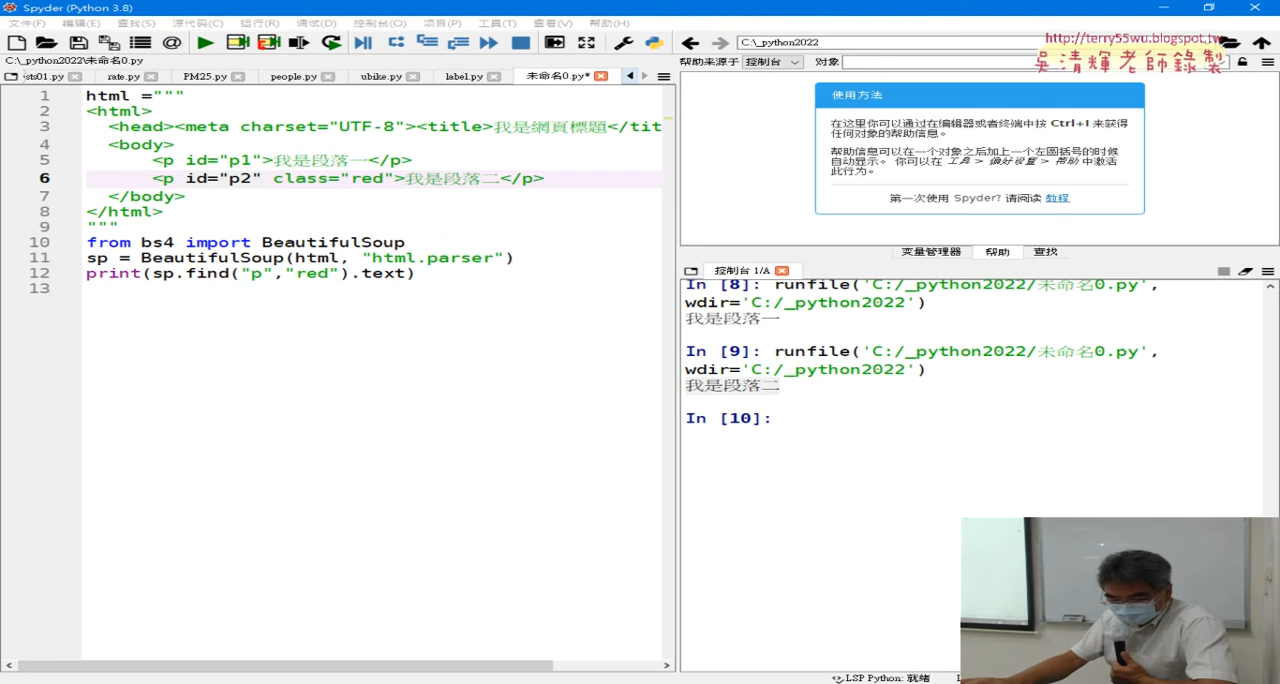 Spyder (Python 3.8)
文件(F) 编辑(E) 查找(S) 源代码(C) 运行(R) 调试(D) 控制台(O) 项目(P) 工具(T) 查看(V) 帮助(H)
C:\_python2022
http://terry55wu.blogspot.tw
吳清輝老師錄製
C:\_python2022\未命名0.py
sts01.py rate.py PM25.py people.py ubike.py label.py 未命名0.py*
帮助来源于 控制台 对象
1 html ="""
2 <html>
3 <head><meta charset="UTF-8"><title>我是網頁標題</tit
4 <body>
5 <p id="p1">我是段落一</p>
6 <p id="p2" class="red">我是段落二</p>
7 </body>
8 </html>
9 """
10 from bs4 import BeautifulSoup
11 sp = BeautifulSoup(html, "html.parser")
12 print(sp.find("p","red").text)
13
使用方法
在这里你可以通过在编辑器或者终端中按 Ctrl+I 来获得
任何对象的帮助信息。
帮助信息可以在一个对象之后加上一个左圆括号的时候
自动显示。 你可以在 工具 > 偏好设置 > 帮助 中激活
此行为。
第一次使用 Spyder? 请阅读 教程
变量管理器 帮助 查找
控制台 1/A
In [8]: runfile('C:/_python2022/未命名0.py',
wdir='C:/_python2022')
我是段落一
In [9]: runfile('C:/_python2022/未命名0.py',
wdir='C:/_python2022')
我是段落二
In [10]:
LSP Python: 就绪